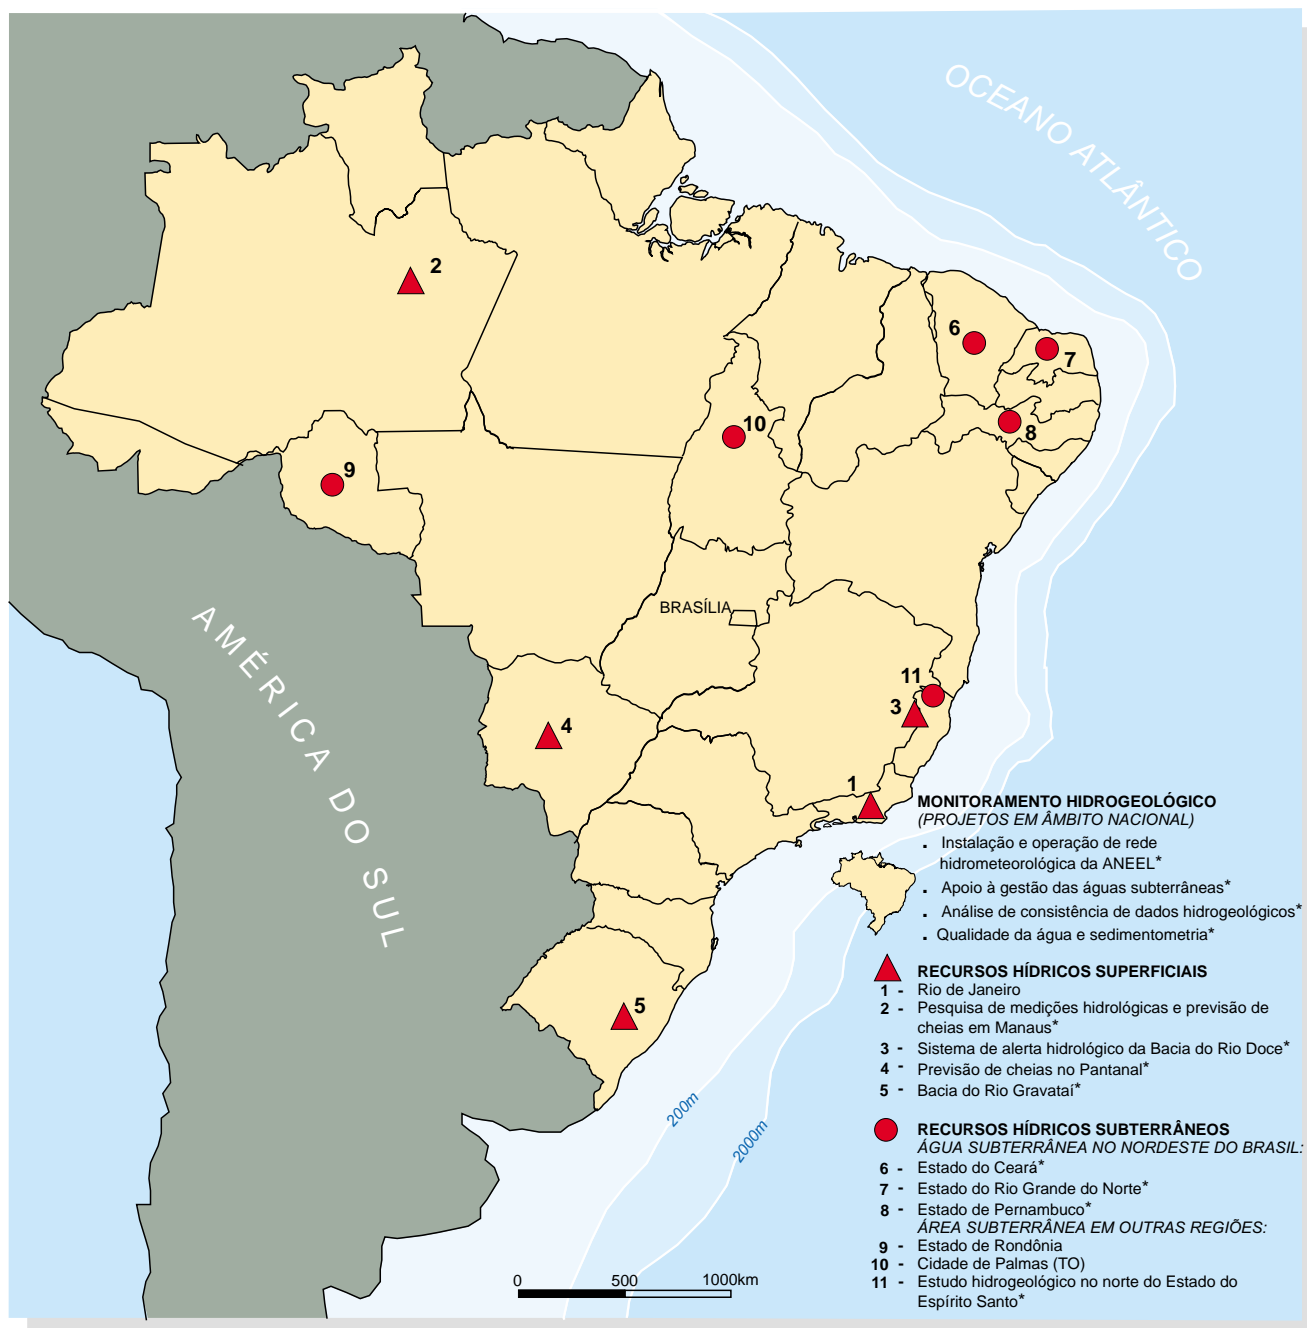 OCEANO ATLÂNTICO
2
6
7
10
8
9
AMÉRICA DO SUL
BRASÍLIA
11
3
4
1
5
200m
2000m
0 500 1000km
MONITORAMENTO HIDROGEOLÓGICO
(PROJETOS EM ÂMBITO NACIONAL)
. Instalação e operação de rede
hidrometeorológica da ANEEL*
. Apoio à gestão das águas subterrâneas*
. Análise de consistência de dados hidrogeológicos*
. Qualidade da água e sedimentometria*
RECURSOS HÍDRICOS SUPERFICIAIS
1 - Rio de Janeiro
2 - Pesquisa de medições hidrológicas e previsão de
cheias em Manaus*
3 - Sistema de alerta hidrológico da Bacia do Rio Doce*
4 - Previsão de cheias no Pantanal*
5 - Bacia do Rio Gravataí*
RECURSOS HÍDRICOS SUBTERRÂNEOS
ÁGUA SUBTERRÂNEA NO NORDESTE DO BRASIL:
6 - Estado do Ceará*
7 - Estado do Rio Grande do Norte*
8 - Estado de Pernambuco*
ÁREA SUBTERRÂNEA EM OUTRAS REGIÕES:
9 - Estado de Rondônia
10 - Cidade de Palmas (TO)
11 - Estudo hidrogeológico no norte do Estado do
Espírito Santo*